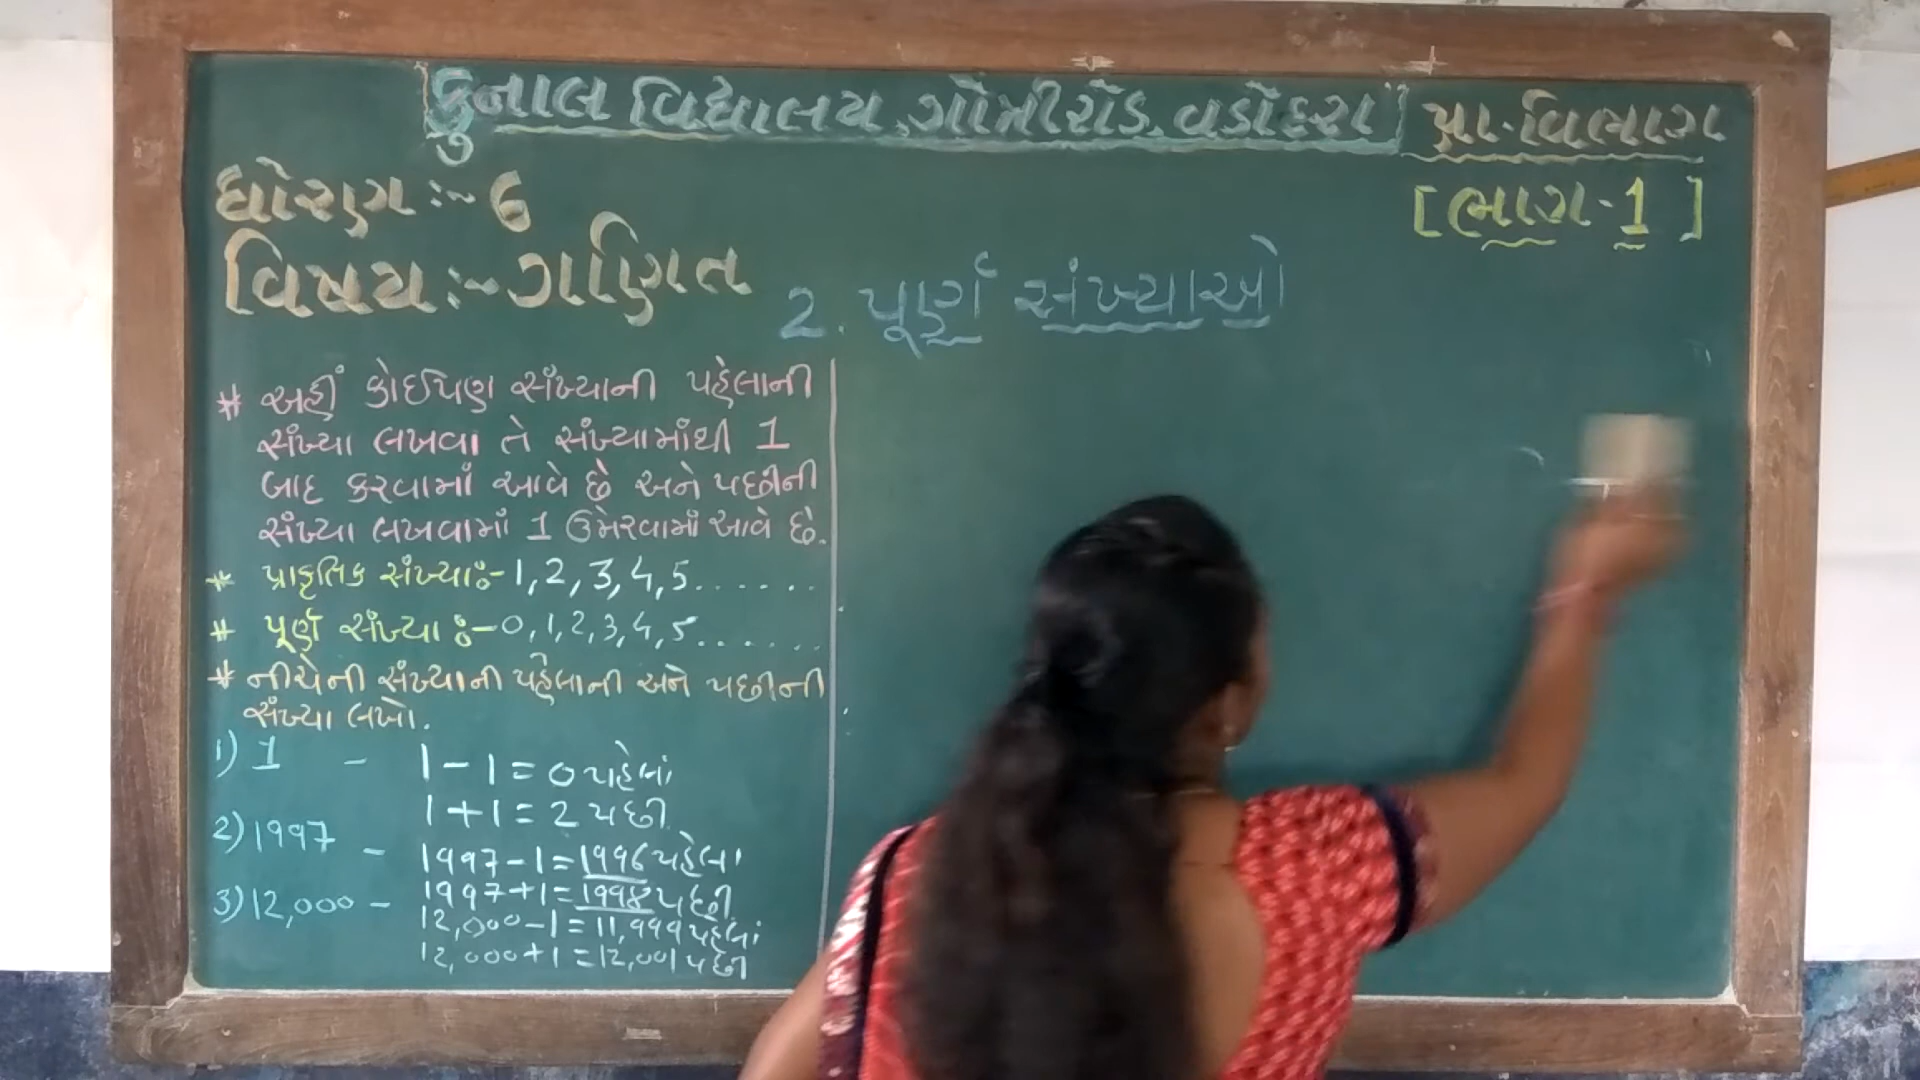 કુનાલ વિદ્યાલય, ગોત્રીરોડ. વડોદરા પ્રા.વિભાગ
[ભાગ-1]
ધોરણ :- 6
વિષય :- ગણિત
2. પૂર્ણ સંખ્યાઓ
* અહીં કોઈપણ સંખ્યાની પહેલાની
સંખ્યા લખવા તે સંખ્યામાંથી 1
બાદ કરવામાં આવે છે અને પછીની
સંખ્યા લખવામાં 1 ઉમેરવામાં આવે છે.
* પ્રાકૃતિક સંખ્યા:- 1, 2, 3, 4, 5......
* પૂર્ણ સંખ્યા :- 0, 1, 2, 3, 4, 5......
* નીચેની સંખ્યાની પહેલાની અને પછીની
સંખ્યા લખો.
1) 1 - 1 - 1 = 0 પહેલાં
1 + 1 = 2 પછી
2) 1997 - 1997 - 1 = 1996 પહેલા
1997 + 1 = 1998 પછી
3) 12,000 - 12,000 - 1 = 11,999 પહેલાં
12,000 + 1 = 12,001 પછી